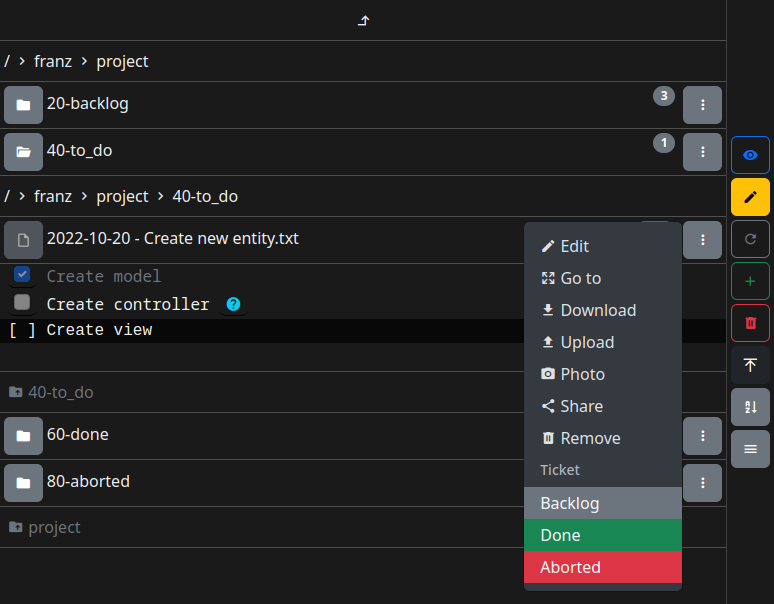 / > franz > project
20-backlog 3
40-to_do 1
/ > franz > project > 40-to_do
2022-10-20 - Create new entity.txt
Create model
Create controller ?
[ ] Create view
40-to_do
60-done
80-aborted
project
Edit
Go to
Download
Upload
Photo
Share
Remove
Ticket
Backlog
Done
Aborted